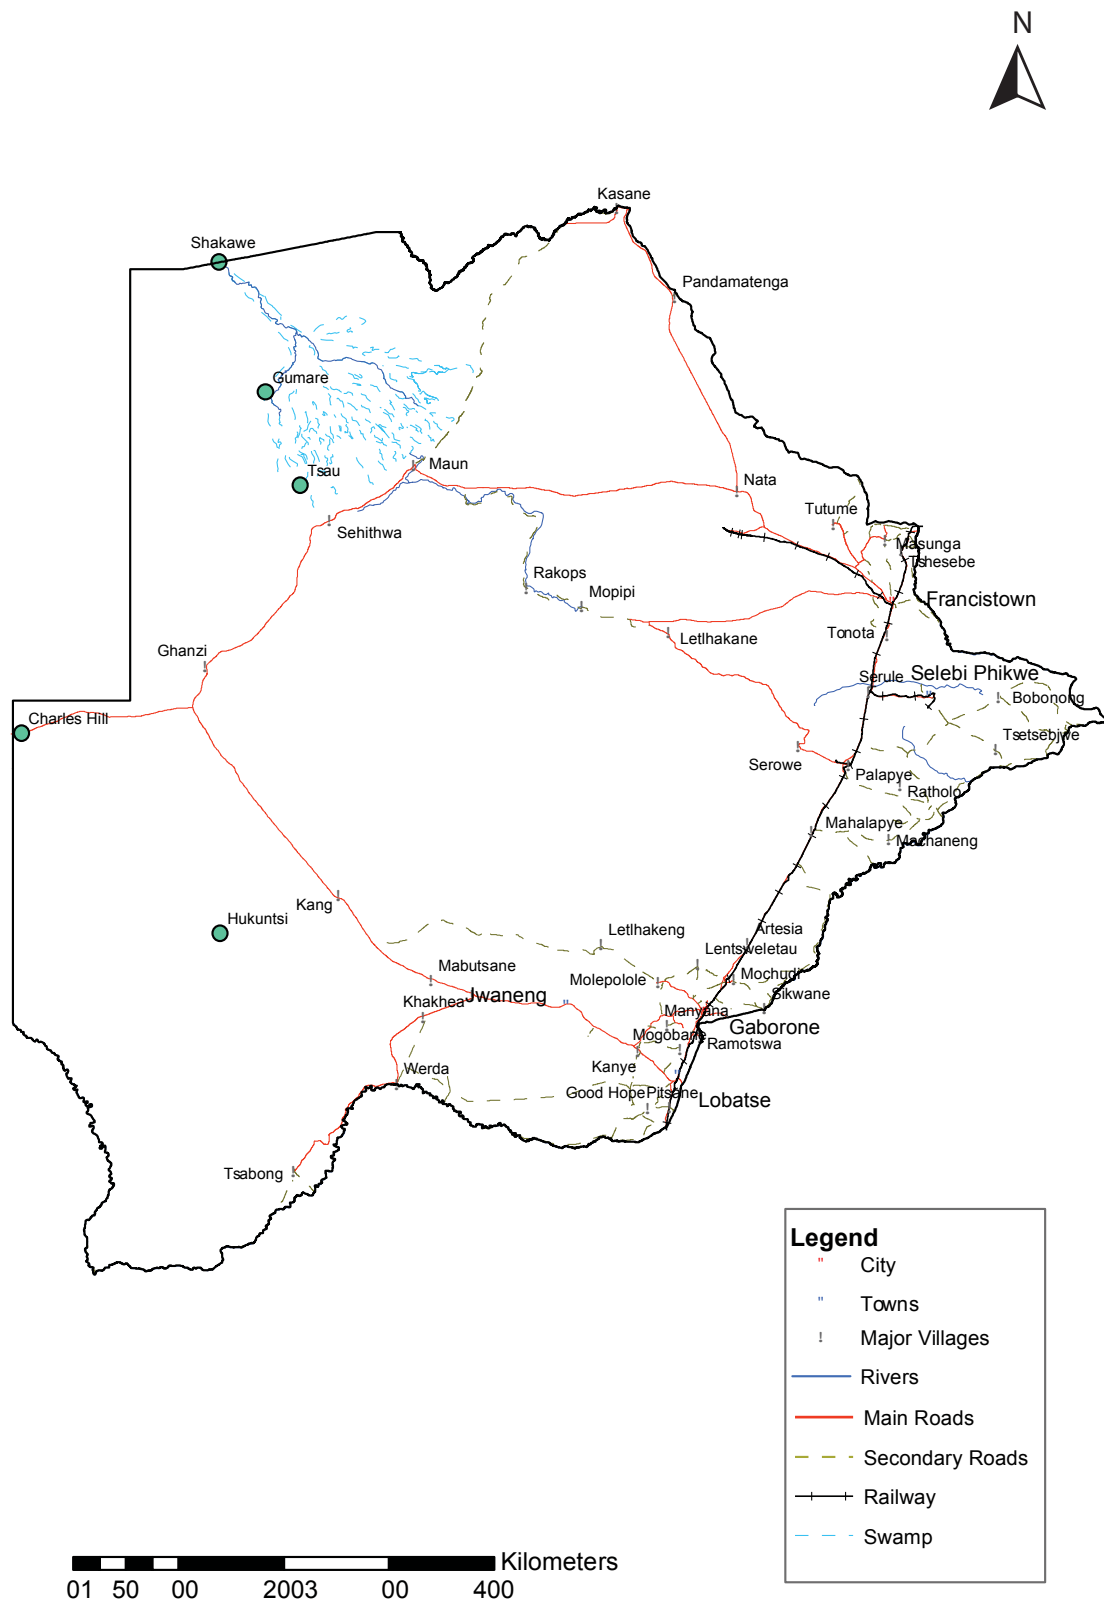 N
Kasane
Shakawe
Pandamatenga
Gumare
Maun
Tsau
Nata
Tutume
Sehithwa
Masunga
Tshesebe
Rakops
Mopipi
Francistown
Letlhakane
Tonota
Ghanzi
Serule
Selebi Phikwe
Bobonong
Charles Hill
Tsetsebjwe
Serowe
Palapye
Ratholo
Mahalapye
Machaneng
Kang
Hukuntsi
Letlhakeng
Artesia
Lentsweletau
Mabutsane
Molepolole
Mochudi
Jwaneng
Sikwane
Khakhea
Manyana
Gaborone
Mogobane
Ramotswa
Kanye
Werda
Good Hope
Pitsane
Lobatse
Tsabong
Legend
" City
" Towns
! Major Villages
Rivers
Main Roads
Secondary Roads
Railway
Swamp
Kilometers
01 50 00 2003 00 400